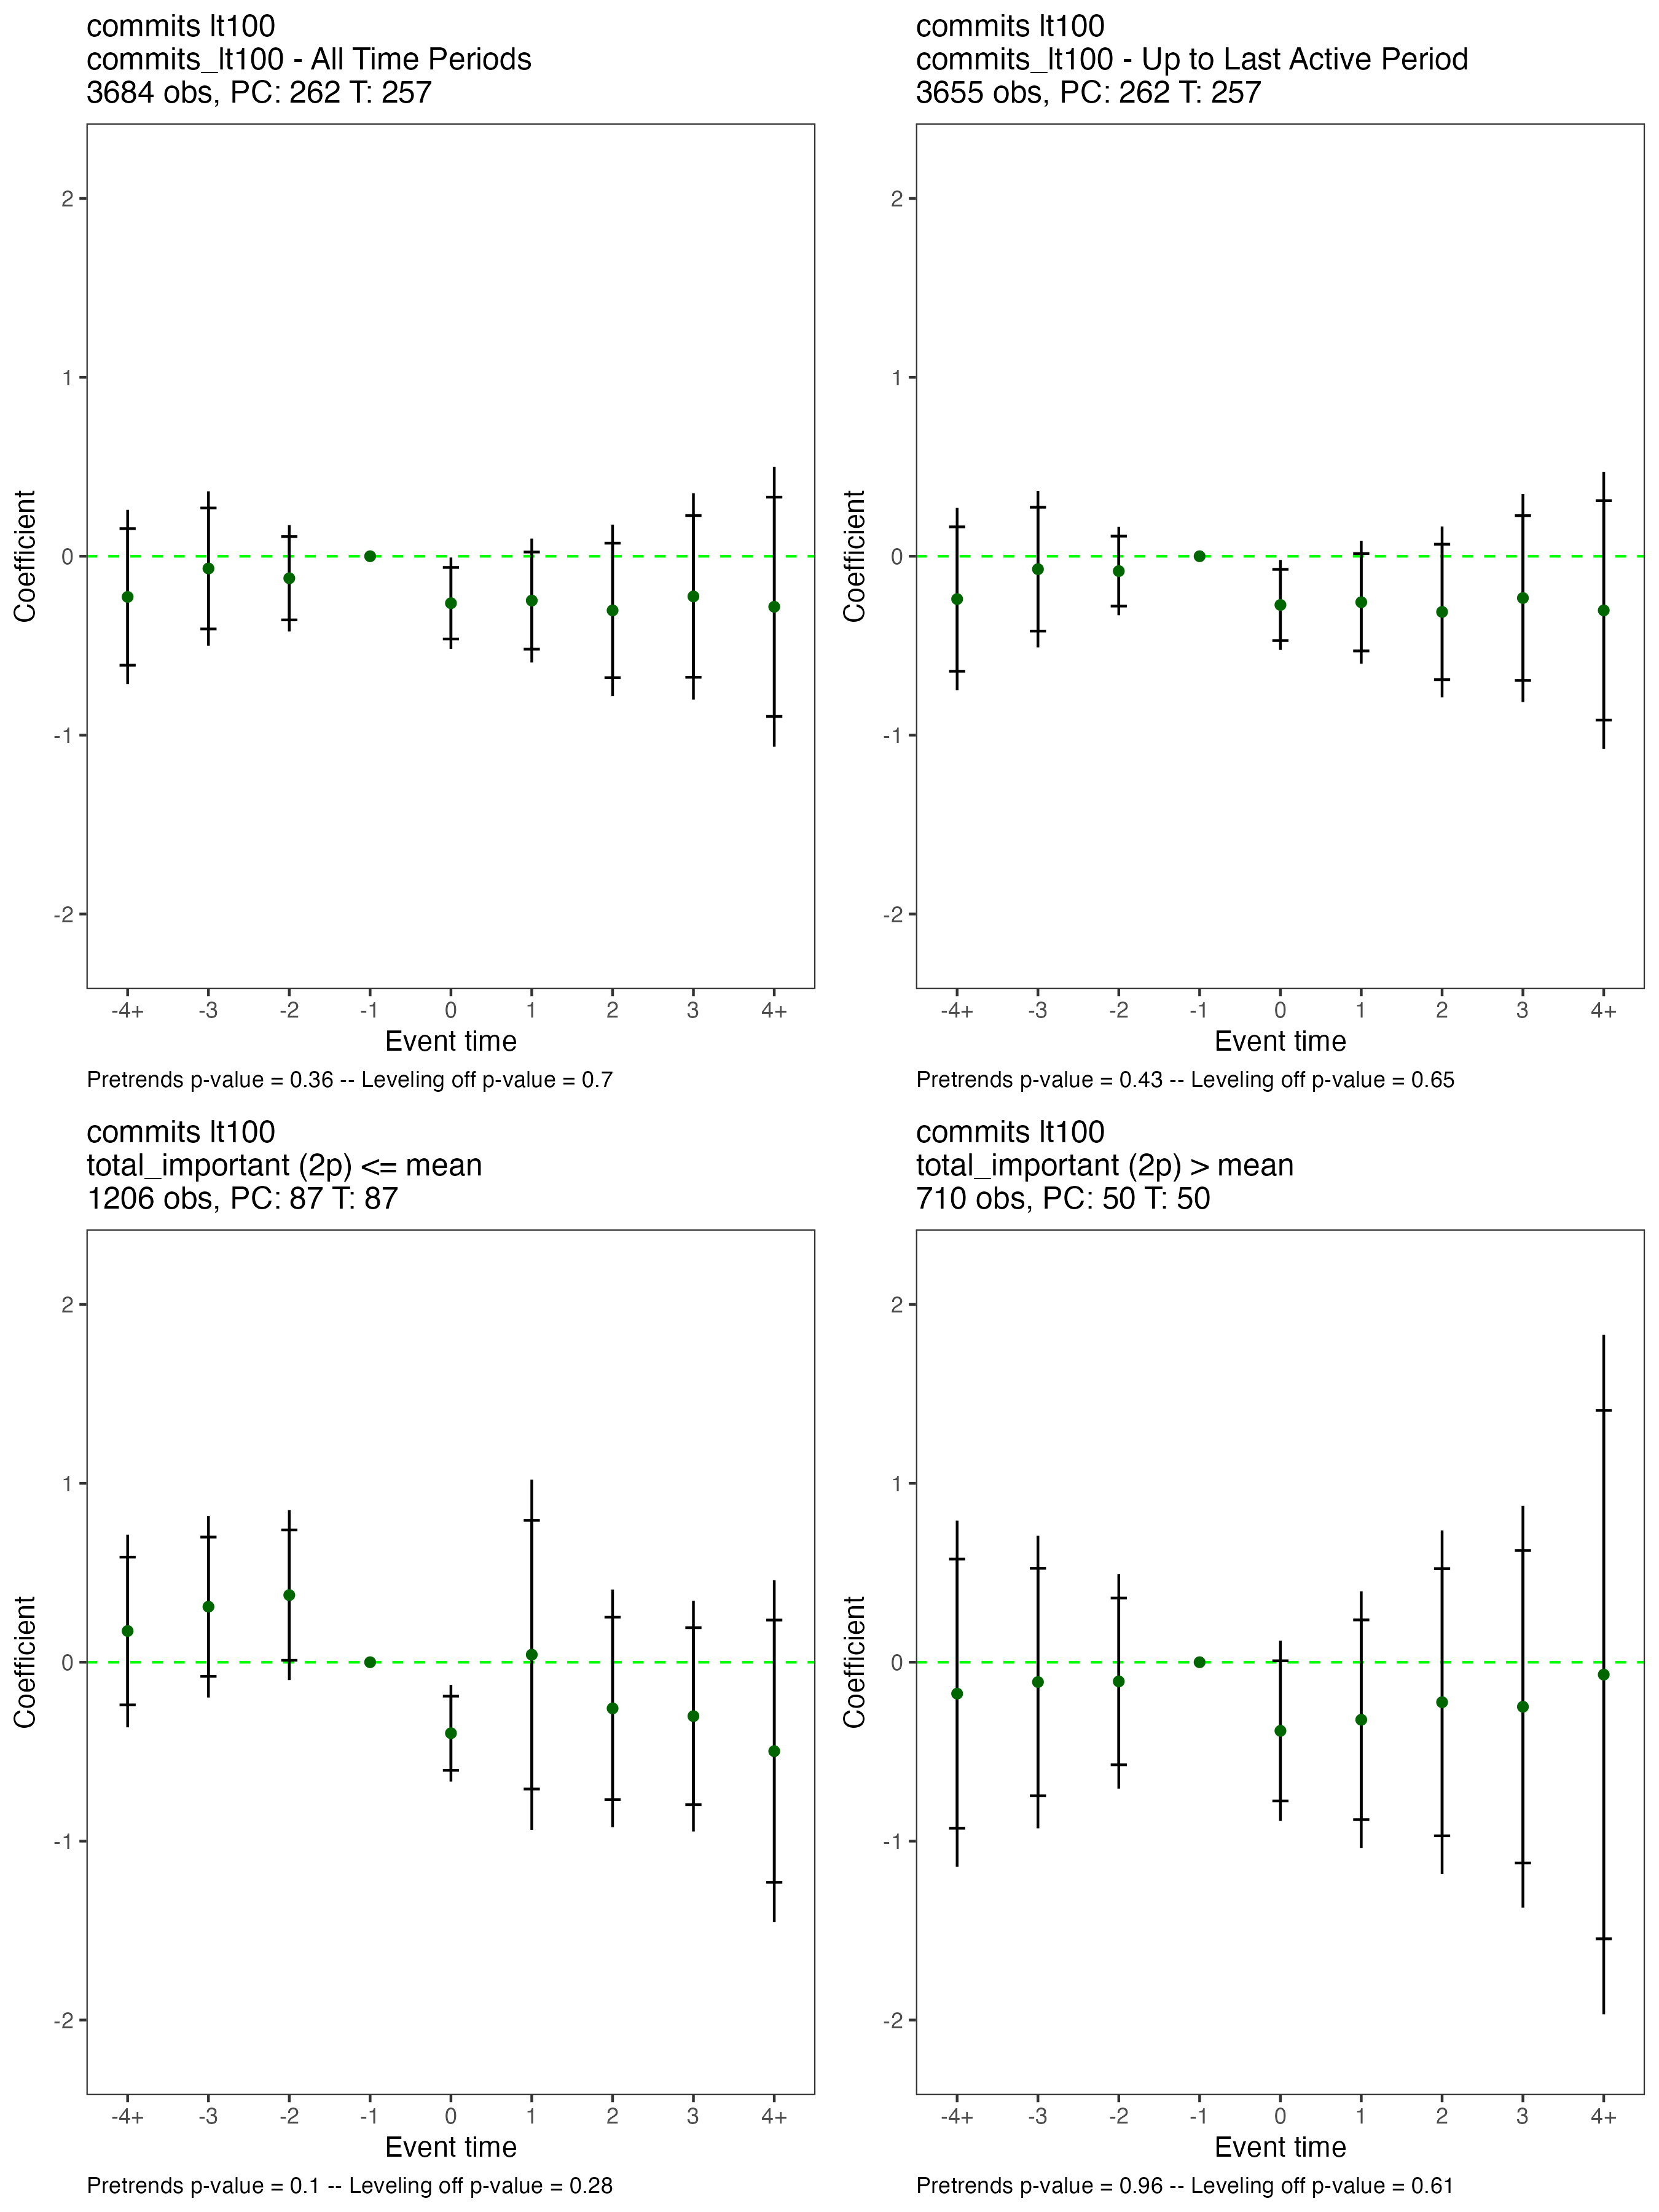 commits lt100
commits_lt100 - All Time Periods
3684 obs, PC: 262 T: 257
2
1
0
-1
-2
Coefficient
-4+ -3 -2 -1 0 1 2 3 4+
Event time
Pretrends p-value = 0.36 -- Leveling off p-value = 0.7
commits lt100
commits_lt100 - Up to Last Active Period
3655 obs, PC: 262 T: 257
2
1
0
-1
-2
Coefficient
-4+ -3 -2 -1 0 1 2 3 4+
Event time
Pretrends p-value = 0.43 -- Leveling off p-value = 0.65
commits lt100
total_important (2p) <= mean
1206 obs, PC: 87 T: 87
2
1
0
-1
-2
Coefficient
-4+ -3 -2 -1 0 1 2 3 4+
Event time
Pretrends p-value = 0.1 -- Leveling off p-value = 0.28
commits lt100
total_important (2p) > mean
710 obs, PC: 50 T: 50
2
1
0
-1
-2
Coefficient
-4+ -3 -2 -1 0 1 2 3 4+
Event time
Pretrends p-value = 0.96 -- Leveling off p-value = 0.61